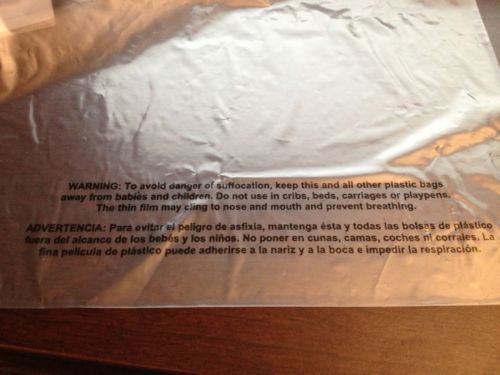 WARNING: To avoid danger of suffocation, keep this and all other plastic bags
away from babies and children. Do not use in cribs, beds, carriages or playpens.
The thin film may cling to nose and mouth and prevent breathing.
ADVERTENCIA: Para evitar el peligro de asfixia, mantenga ésta y todas las bolsas de plástico
fuera del alcance de los bebés y los niños. No poner en cunas, camas, coches ni corrales. La
fina película de plástico puede adherirse a la nariz y a la boca e impedir la respiración.